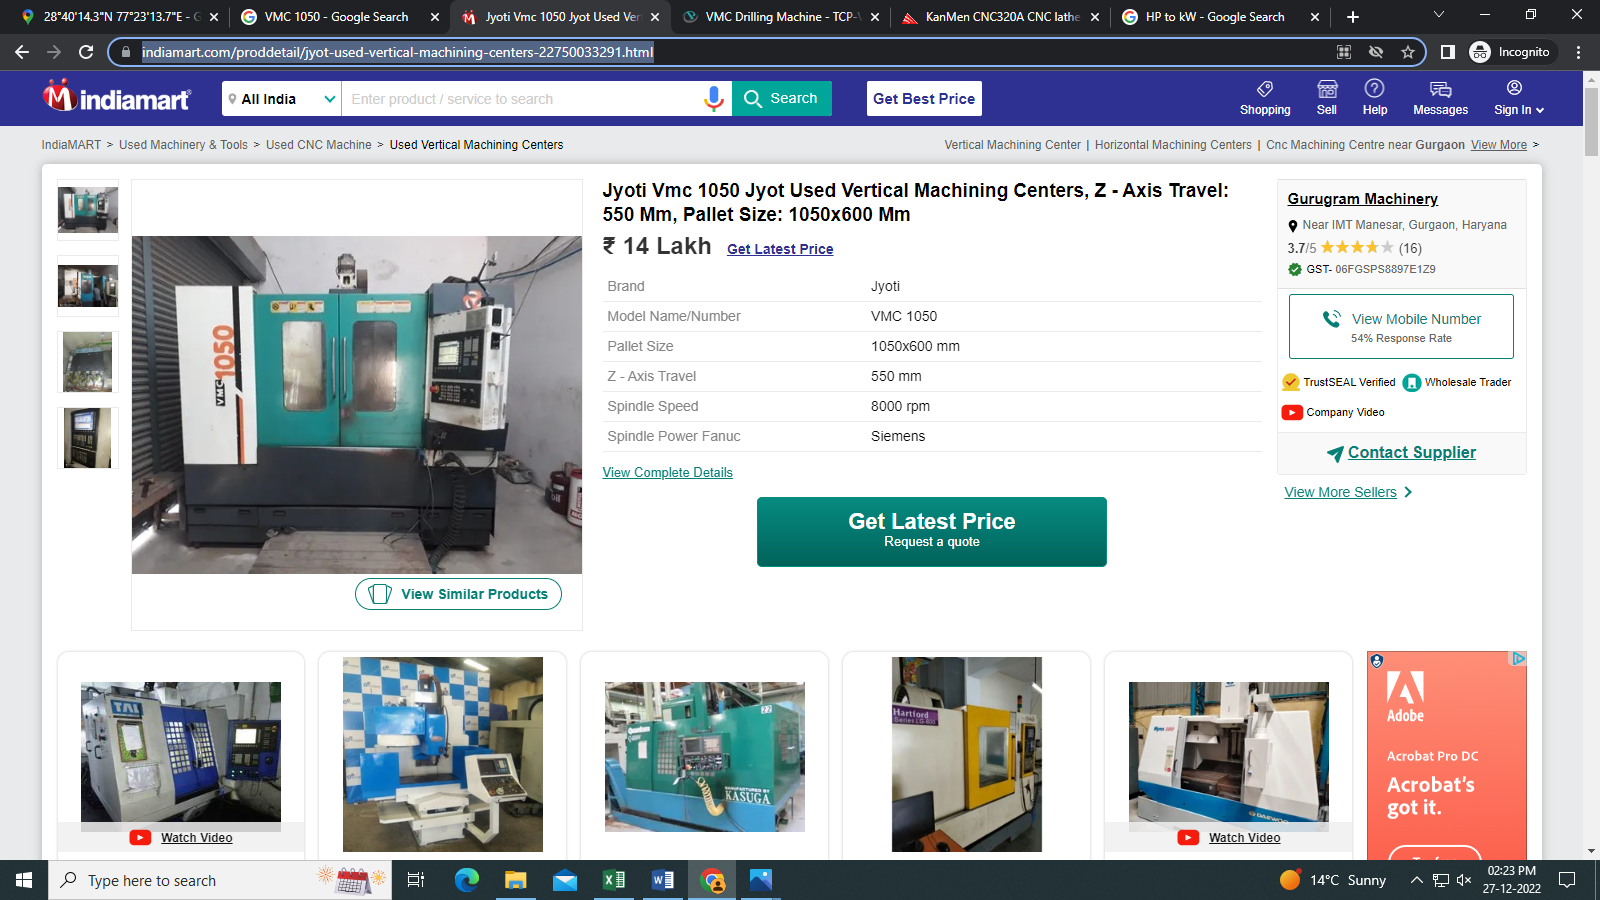 28°40'14.3"N 77°23'13.7"E - G
VMC 1050 - Google Search
Jyoti Vmc 1050 Jyot Used Ver
VMC Drilling Machine - TCP-V
KanMen CNC320A CNC lathe
HP to kW - Google Search
indiamart.com/proddetail/jyot-used-vertical-machining-centers-22750033291.html
Incognito
indiamart
All India
Enter product / service to search
Search
Get Best Price
Shopping
Sell
Help
Messages
Sign In
IndiaMART > Used Machinery & Tools > Used CNC Machine > Used Vertical Machining Centers
Vertical Machining Center | Horizontal Machining Centers | Cnc Machining Centre near Gurgaon View More >
Jyoti Vmc 1050 Jyot Used Vertical Machining Centers, Z - Axis Travel:
550 Mm, Pallet Size: 1050x600 Mm
₹ 14 Lakh Get Latest Price
Brand Jyoti
Model Name/Number VMC 1050
Pallet Size 1050x600 mm
Z - Axis Travel 550 mm
Spindle Speed 8000 rpm
Spindle Power Fanuc Siemens
View Complete Details
Get Latest Price
Request a quote
VMC 1050
View Similar Products
Gurugram Machinery
Near IMT Manesar, Gurgaon, Haryana
3.7/5 (16)
GST- 06FGSPS8897E1Z9
View Mobile Number
54% Response Rate
TrustSEAL Verified
Wholesale Trader
Company Video
Contact Supplier
View More Sellers
TAL
Watch Video
22
MANUFACTURED BY
KASUGA
Hartford
Series LG-800
DAEWOO
Watch Video
Adobe
Acrobat Pro DC
Acrobat's
got it.
Type here to search
14°C Sunny
02:23 PM
27-12-2022